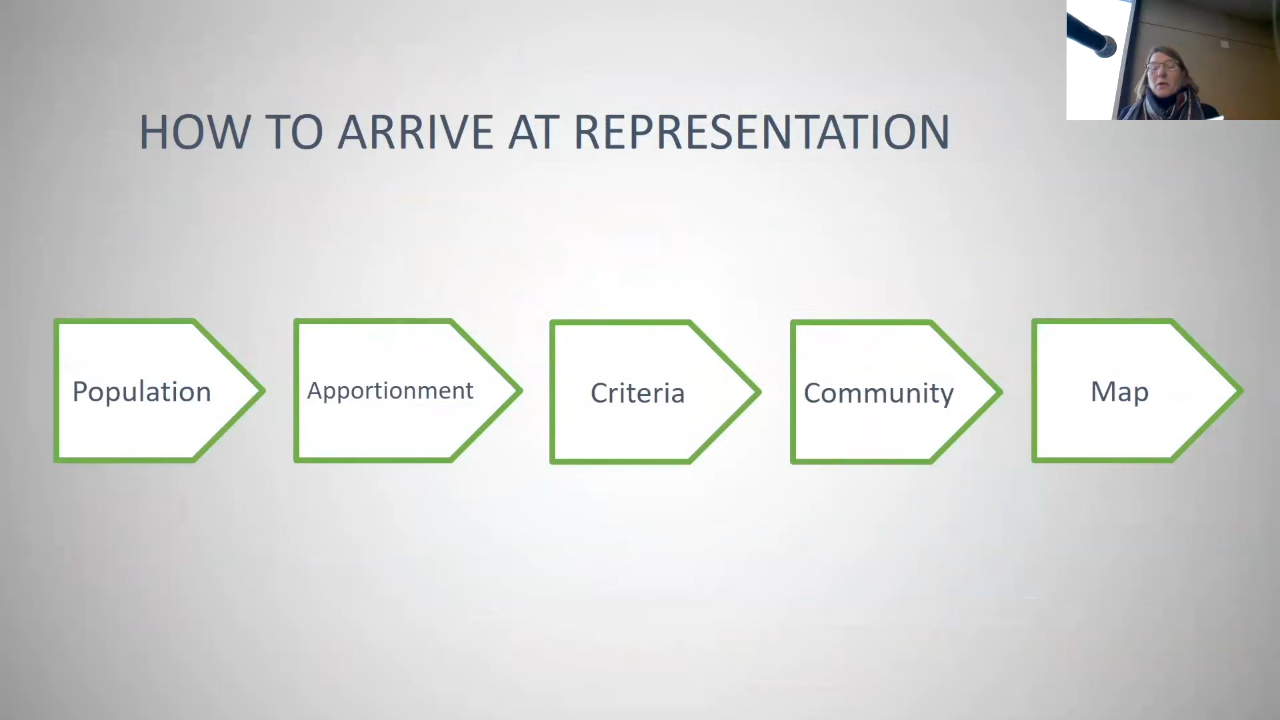 HOW TO ARRIVE AT REPRESENTATION
Population
Apportionment
Criteria
Community
Map